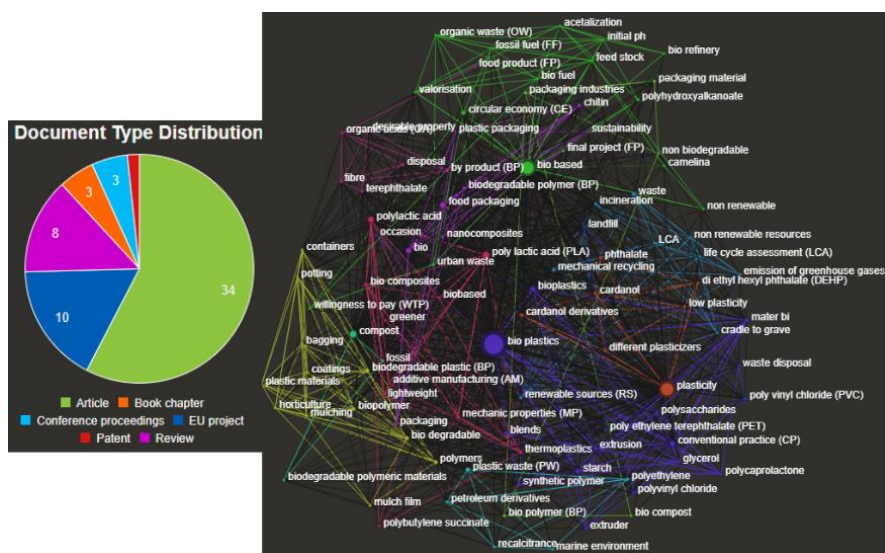 Document Type Distribution
34
10
8
3
3
Article
Book chapter
Conference proceedings
EU project
Patent
Review
acetalization
organic waste (OW)
initial ph
fossil fuel (FF)
bio refinery
feed stock
food product (FP)
bio fuel
packaging material
valorisation
packaging industries
polyhydroxyalkanoate
chitin
circular economy (CE)
desirable property
plastic packaging
sustainability
final project (FP)
non biodegradable
disposal
camelina
by product (BP)
bio based
fibre
terephthalate
biodegradable polymer (BP)
waste
incineration
food packaging
non renewable
polylactic acid
landfill
occasion
nanocomposites
non renewable resources
LCA
containers
bio
poly lactic acid (PLA)
life cycle assessment (LCA)
phthalate
urban waste
mechanical recycling
emission of greenhouse gases
potting
bio composites
bioplastics
cardanol
di ethyl hexyl phthalate (DEHP)
biobased
willingness to pay (WTP)
low plasticity
greener
cardanol derivatives
mater bi
compost
cradle to grave
bagging
bio plastics
different plasticizers
fossil
waste disposal
coatings
biodegradable plastic (BP)
plastic materials
additive manufacturing (AM)
plasticity
lightweight
renewable sources (RS)
poly vinyl chloride (PVC)
horticulture
biopolymer
mulching
mechanic properties (MP)
polysaccharides
packaging
blends
poly ethylene terephthalate (PET)
bio degradable
extrusion
conventional practice (CP)
thermoplastics
polymers
glycerol
plastic waste (PW)
starch
polycaprolactone
biodegradable polymeric materials
synthetic polymer
polyethylene
polyvinyl chloride
mulch film
petroleum derivatives
bio polymer (BP)
bio compost
polybutylene succinate
extruder
recalcitrance
marine environment